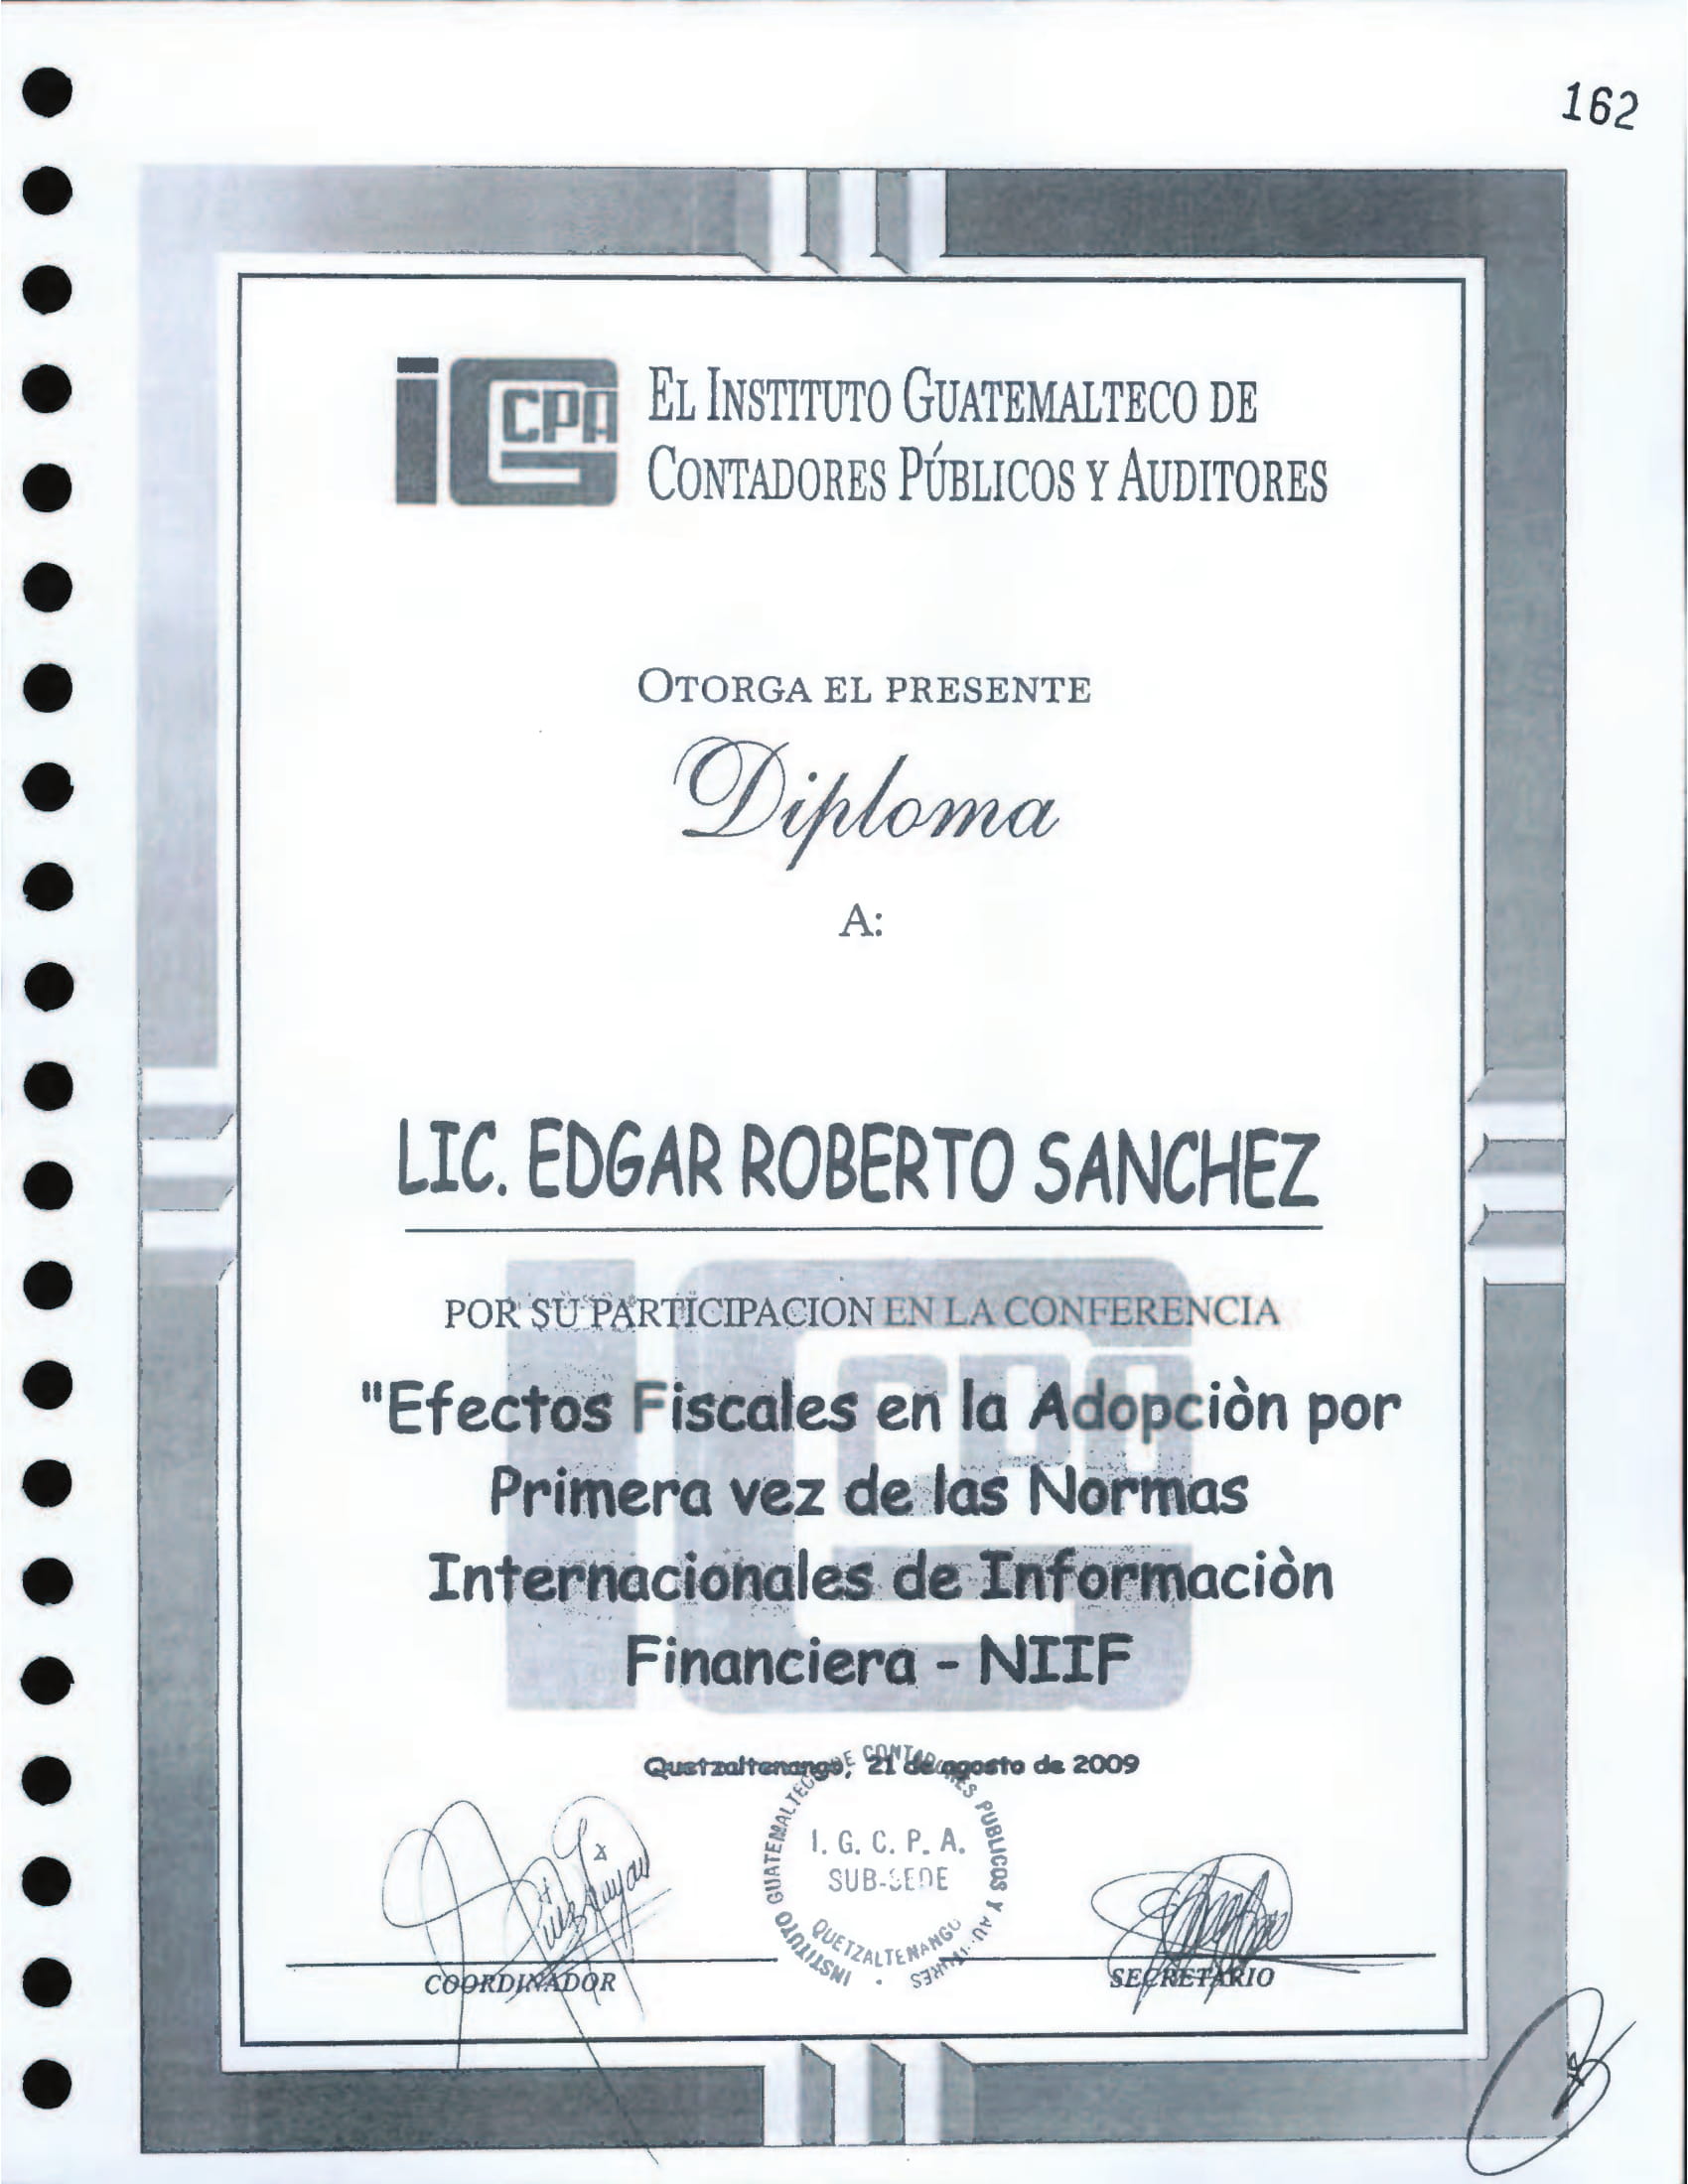 162
iG CPA
EL INSTITUTO GUATEMALTECO DE
CONTADORES PÚBLICOS Y AUDITORES
OTORGA EL PRESENTE
Diploma
A:
LIC. EDGAR ROBERTO SANCHEZ
POR SU PARTICIPACION EN LA CONFERENCIA
"Efectos Fiscales en la Adopciòn por
Primera vez de las Normas
Internacionales de Informaciòn
Financiera - NIIF
Quetzaltenango, 21 de agosto de 2009
INSTITUTO GUATEMALTECO DE CONTADORES PUBLICOS Y AUDITORES
I. G. C. P. A.
SUB-SEDE
QUETZALTENANGO
COORDINADOR
SECRETARIO